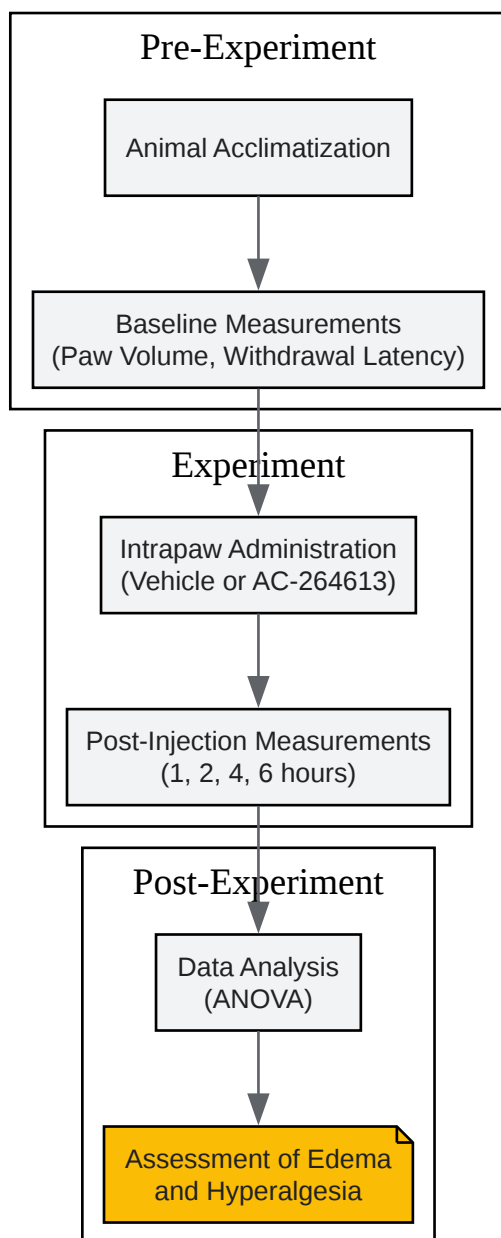 Pre-Experiment
Animal Acclimatization
Baseline Measurements
(Paw Volume, Withdrawal Latency)
Experiment
Intrapaw Administration
(Vehicle or AC-264613)
Post-Injection Measurements
(1, 2, 4, 6 hours)
Post-Experiment
Data Analysis
(ANOVA)
Assessment of Edema
and Hyperalgesia